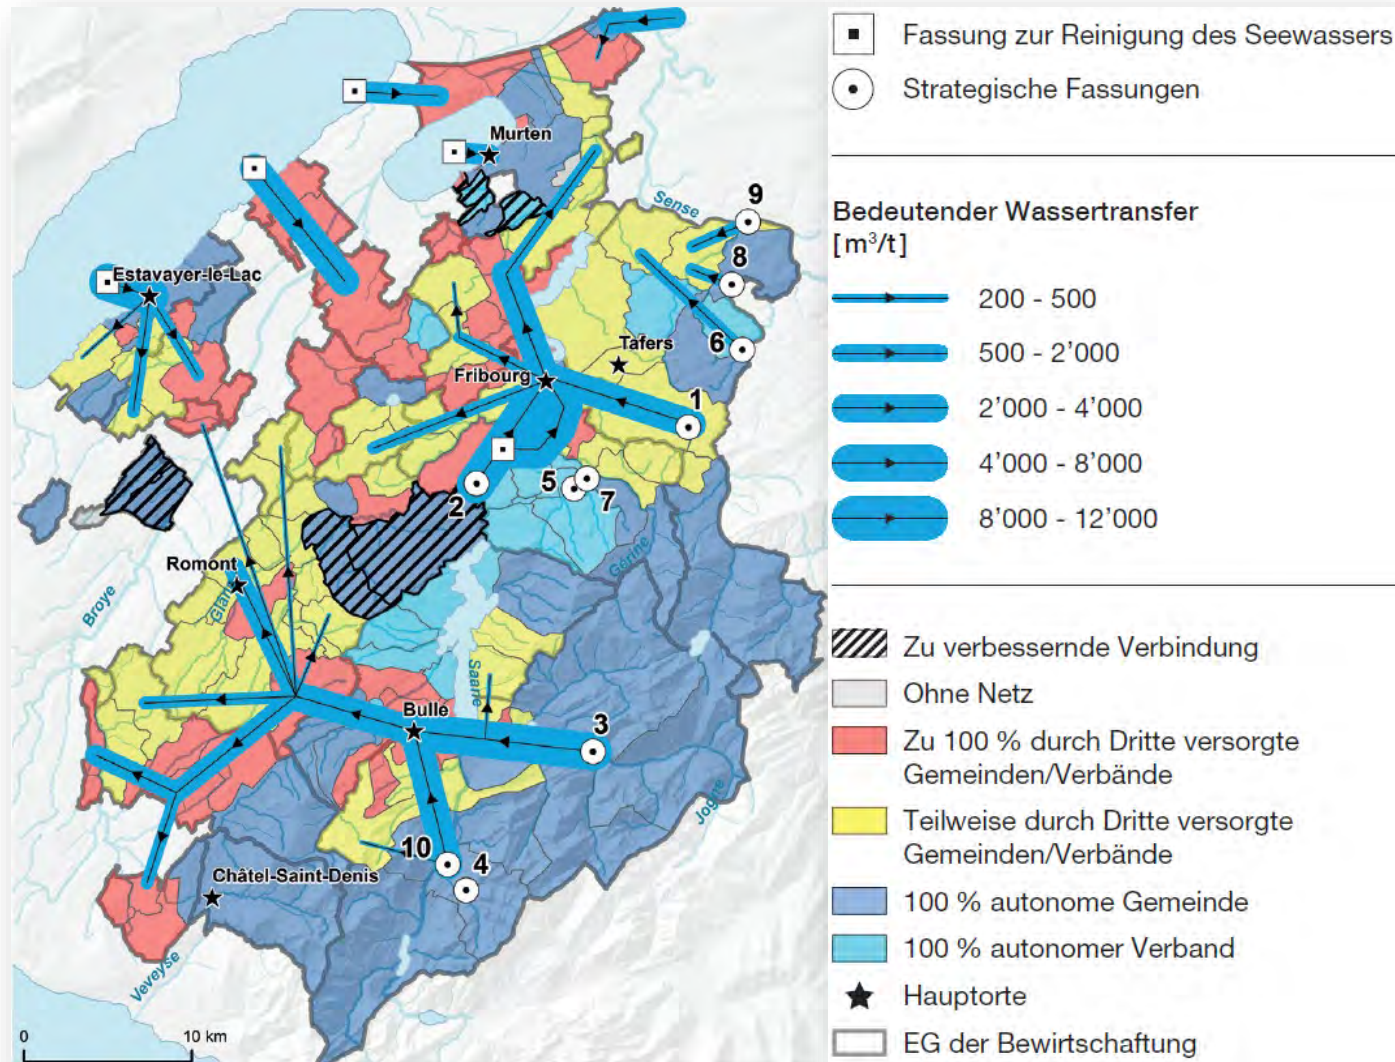 Murten
Sense
9
8
Estavayer-le-Lac
6
Tafers
Fribourg
1
2
5
7
Romont
Glane
Broye
Gérine
Saane
Bulle
3
Jogne
10
4
Châtel-Saint-Denis
Veveyse
0
10 km
Fassung zur Reinigung des Seewassers
Strategische Fassungen
Bedeutender Wassertransfer
[m³/t]
200 - 500
500 - 2’000
2’000 - 4’000
4’000 - 8’000
8’000 - 12’000
Zu verbessernde Verbindung
Ohne Netz
Zu 100 % durch Dritte versorgte
Gemeinden/Verbände
Teilweise durch Dritte versorgte
Gemeinden/Verbände
100 % autonome Gemeinde
100 % autonomer Verband
Hauptorte
EG der Bewirtschaftung